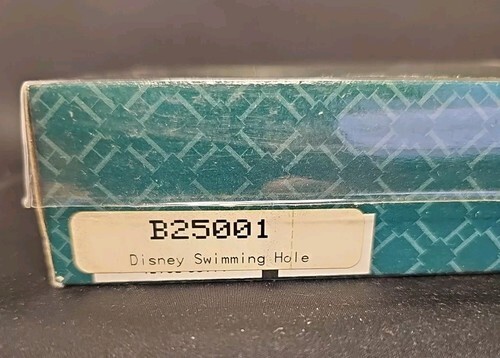 B25001
Disney Swimming Hole